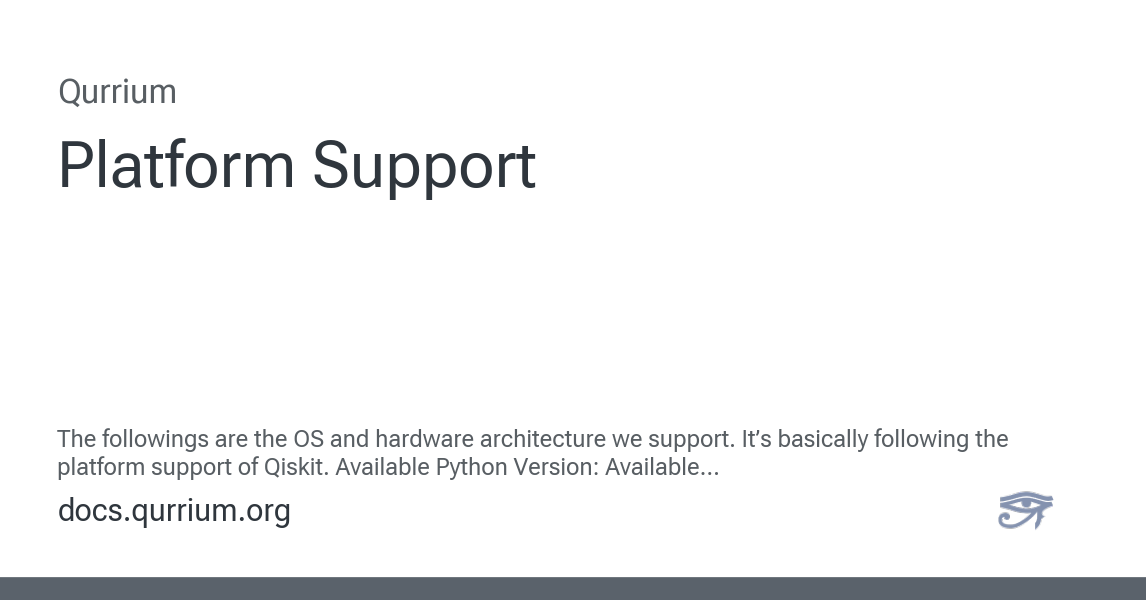 Qurrium
Platform Support
The followings are the OS and hardware architecture we support. It’s basically following the
platform support of Qiskit. Available Python Version: Available...
docs.qurrium.org